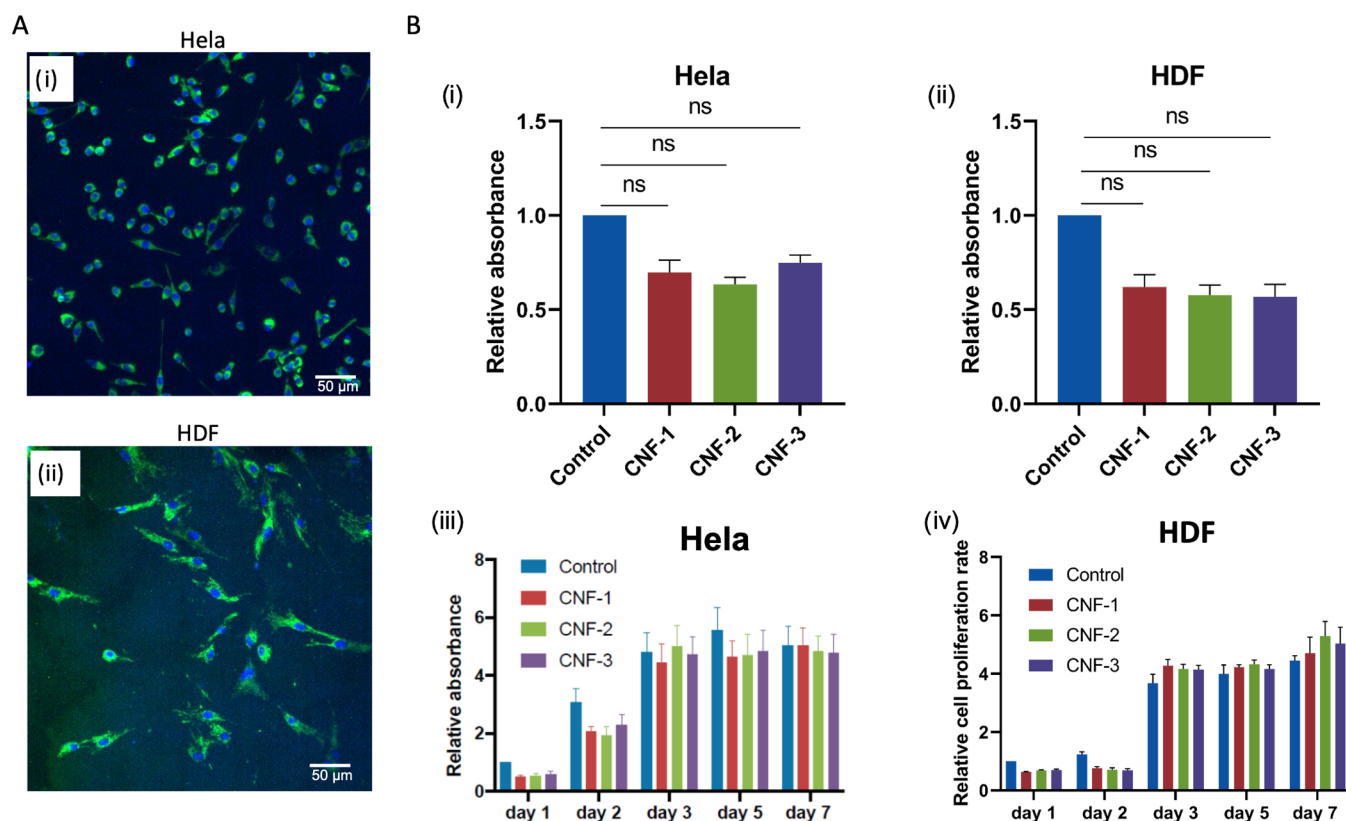 A
Hela
(i)
50 µm
HDF
(ii)
50 µm
B
(i)
Hela
ns
ns
ns
Relative absorbance
1.5
1.0
0.5
0.0
Control
CNF-1
CNF-2
CNF-3
(ii)
HDF
ns
ns
ns
Relative absorbance
1.5
1.0
0.5
0.0
Control
CNF-1
CNF-2
CNF-3
(iii)
Hela
Relative absorbance
8
6
4
2
0
Control
CNF-1
CNF-2
CNF-3
day 1
day 2
day 3
day 5
day 7
(iv)
HDF
Relative cell proliferation rate
8
6
4
2
0
Control
CNF-1
CNF-2
CNF-3
day 1
day 2
day 3
day 5
day 7